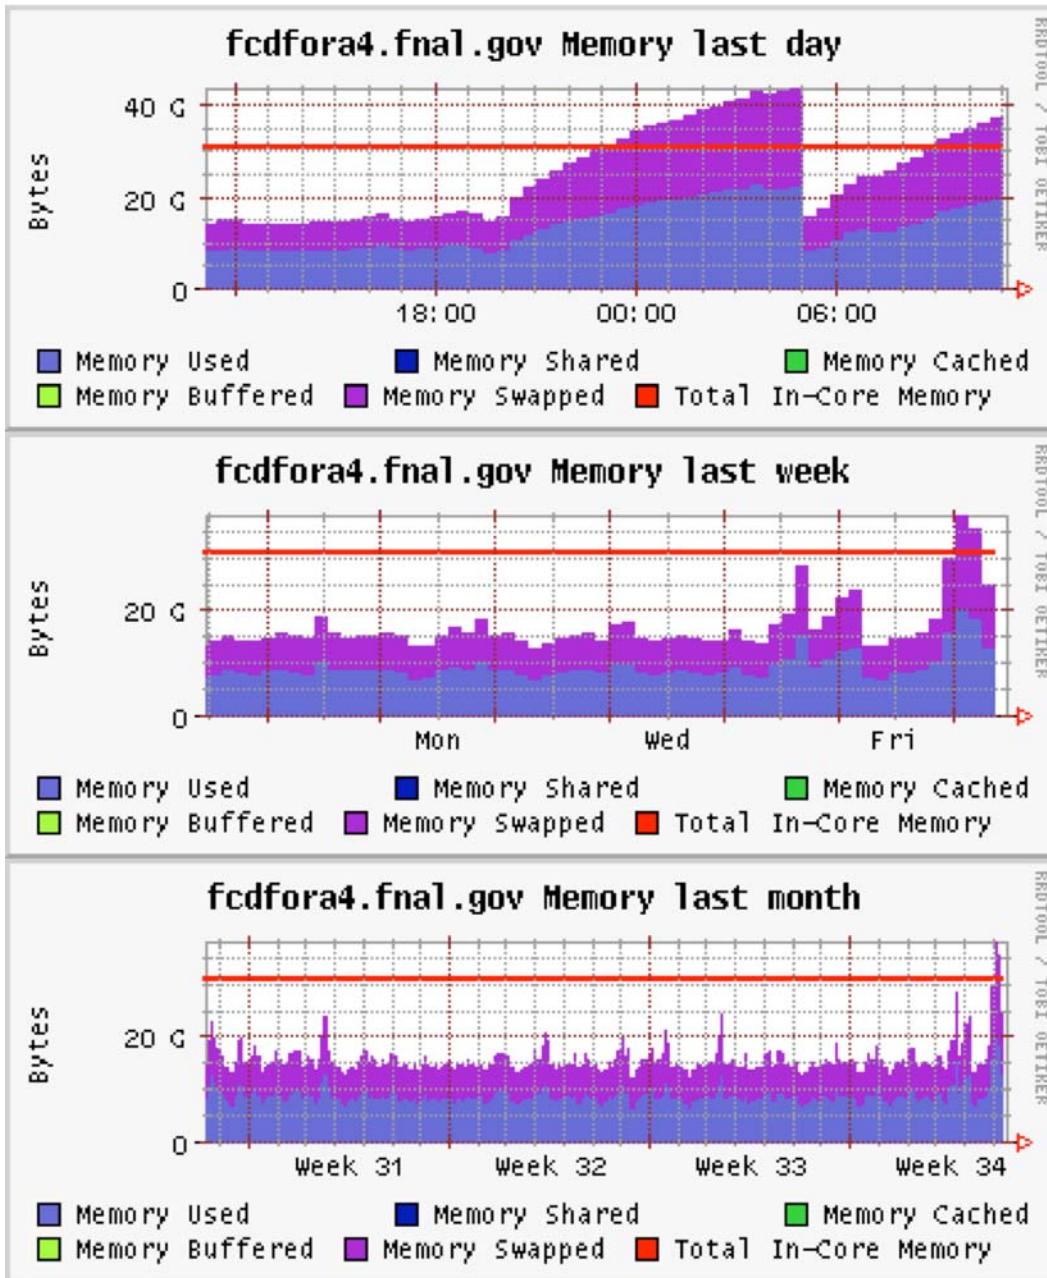 fcdfora4.fnal.gov Memory last day
RRDTOOL / TOBI OETIKER
Bytes
40 G
20 G
0
18:00 00:00 06:00
Memory Used Memory Shared Memory Cached
Memory Buffered Memory Swapped Total In-Core Memory
fcdfora4.fnal.gov Memory last week
RRDTOOL / TOBI OETIKER
Bytes
20 G
0
Mon Wed Fri
Memory Used Memory Shared Memory Cached
Memory Buffered Memory Swapped Total In-Core Memory
fcdfora4.fnal.gov Memory last month
RRDTOOL / TOBI OETIKER
Bytes
20 G
0
Week 31 Week 32 Week 33 Week 34
Memory Used Memory Shared Memory Cached
Memory Buffered Memory Swapped Total In-Core Memory